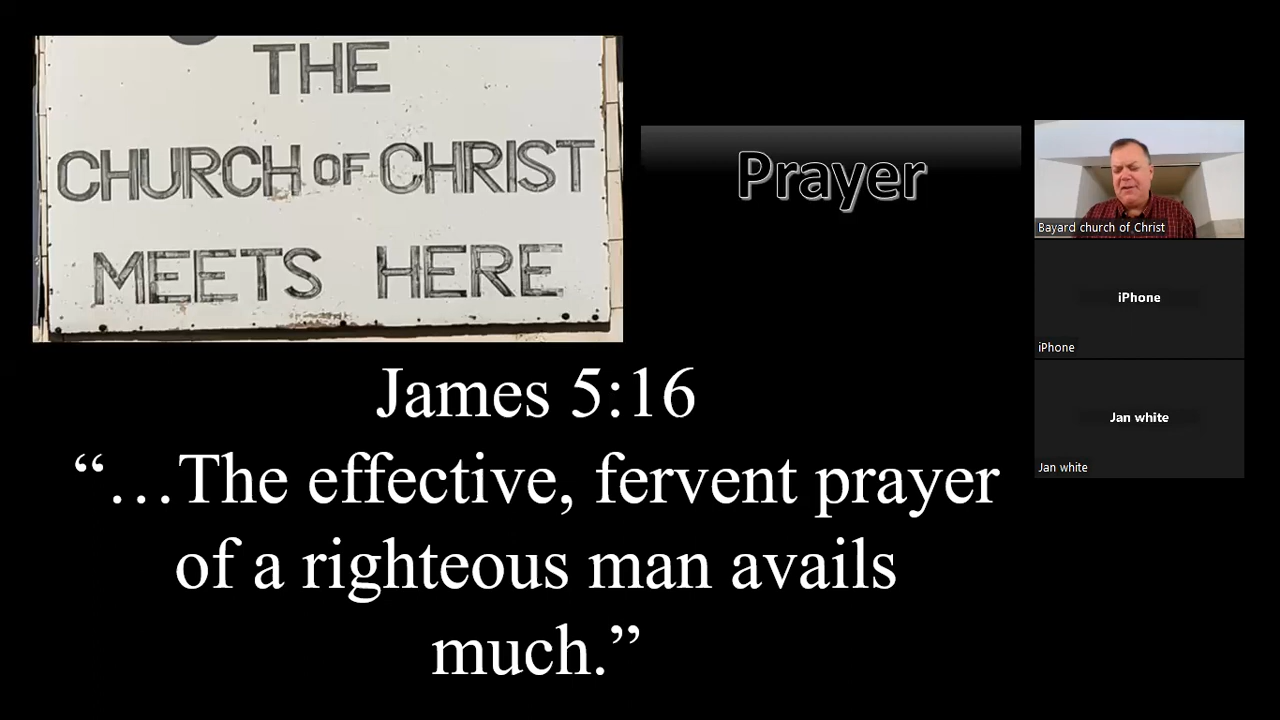 THE
CHURCH OF CHRIST
MEETS HERE
Prayer
Bayard church of Christ
iPhone
iPhone
Jan white
Jan white
James 5:16
“…The effective, fervent prayer
of a righteous man avails
much.”